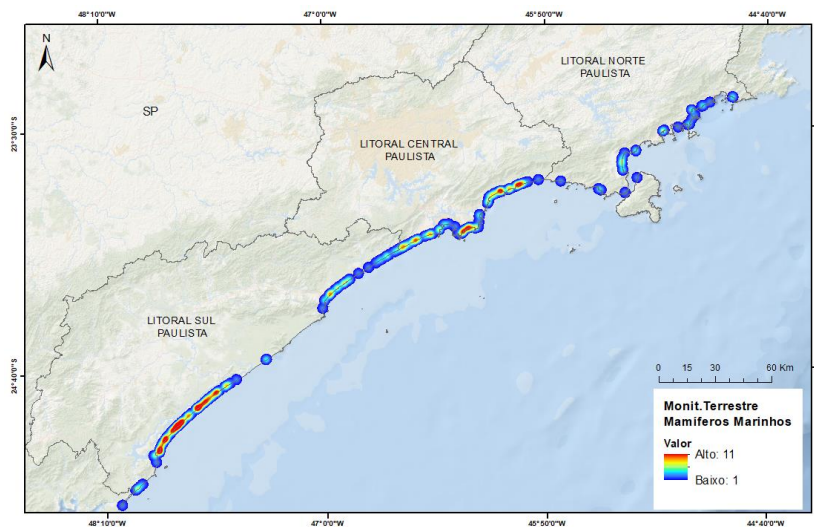 48°10'0"W 47°0'0"W 45°50'0"W 44°40'0"W
N
LITORAL NORTE
PAULISTA
SP
23°30'0"S
LITORAL CENTRAL
PAULISTA
LITORAL SUL
PAULISTA
24°40'0"S
0 15 30 60 Km
Monit.Terrestre
Mamíferos Marinhos
Valor
Alto: 11
Baixo: 1
48°10'0"W 47°0'0"W 45°50'0"W 44°40'0"W